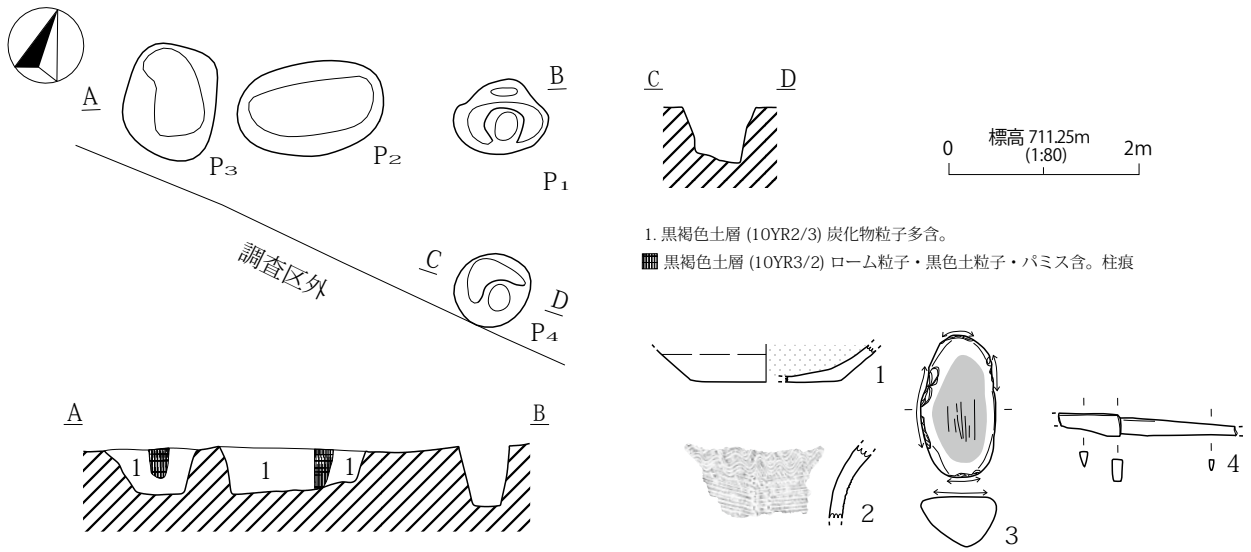 A
B
P3
P2
P1
調査区外
C
D
P4
C
D
標高 711.25m
0
(1:80)
2m
1. 黒褐色土層 (10YR2/3) 炭化物粒子多含。
黒褐色土層 (10YR3/2) ローム粒子・黒色土粒子・パミス含。柱痕
A
B
1
1
1
1
2
3
4